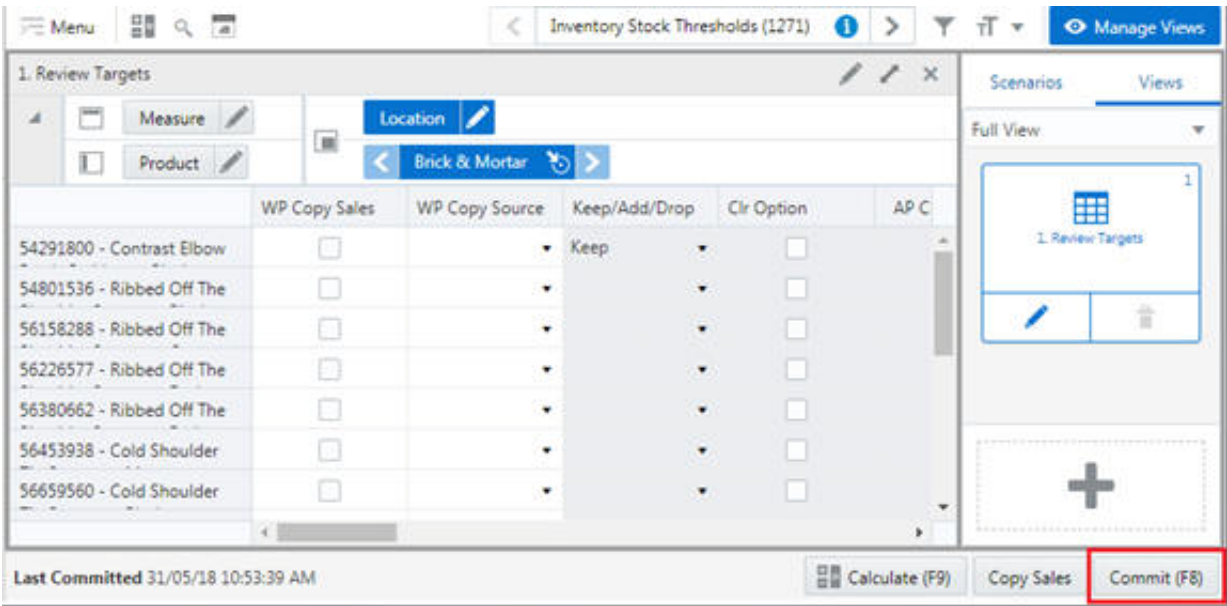 Menu
Inventory Stock Thresholds (1271)
Manage Views
1. Review Targets
Scenarios Views
Measure
Location
Full View
Product
Brick & Mortar
1
1. Review Targets
WP Copy Sales WP Copy Source Keep/Add/Drop Clr Option AP C
54291800 - Contrast Elbow Keep
54801536 - Ribbed Off The
56158288 - Ribbed Off The
56226577 - Ribbed Off The
56380662 - Ribbed Off The
56453938 - Cold Shoulder
56659560 - Cold Shoulder
Last Committed 31/05/18 10:53:39 AM
Calculate (F9) Copy Sales Commit (F8)